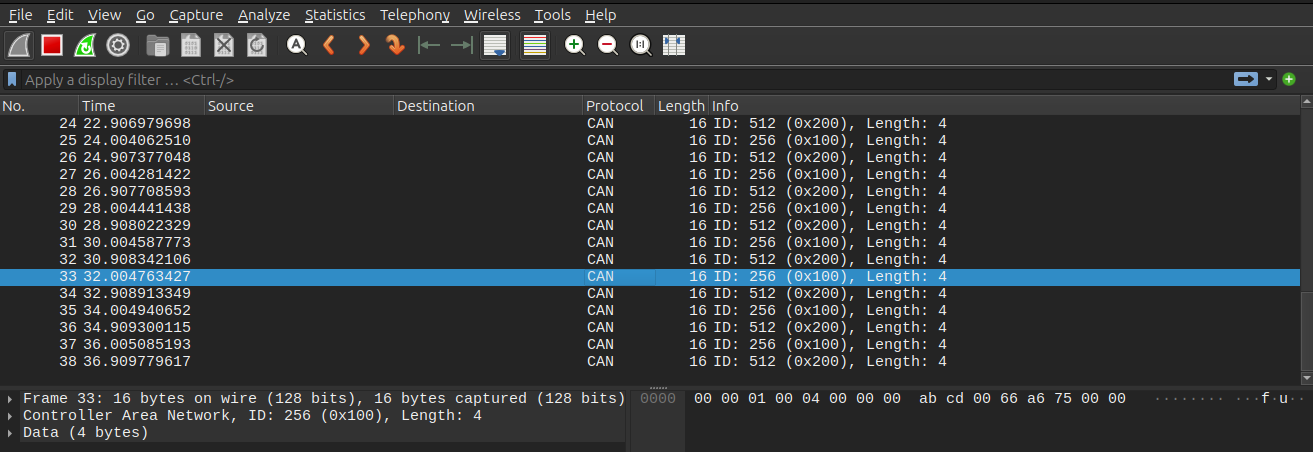 File Edit View Go Capture Analyze Statistics Telephony Wireless Tools Help
Apply a display filter … <Ctrl-/>
No. Time Source Destination Protocol Length Info
24 22.906979698 CAN 16 ID: 512 (0x200), Length: 4
25 24.004062510 CAN 16 ID: 256 (0x100), Length: 4
26 24.907377048 CAN 16 ID: 512 (0x200), Length: 4
27 26.004281422 CAN 16 ID: 256 (0x100), Length: 4
28 26.907708593 CAN 16 ID: 512 (0x200), Length: 4
29 28.004441438 CAN 16 ID: 256 (0x100), Length: 4
30 28.908022329 CAN 16 ID: 512 (0x200), Length: 4
31 30.004587773 CAN 16 ID: 256 (0x100), Length: 4
32 30.908342106 CAN 16 ID: 512 (0x200), Length: 4
33 32.004763427 CAN 16 ID: 256 (0x100), Length: 4
34 32.908913349 CAN 16 ID: 512 (0x200), Length: 4
35 34.004940652 CAN 16 ID: 256 (0x100), Length: 4
36 34.909300115 CAN 16 ID: 512 (0x200), Length: 4
37 36.005085193 CAN 16 ID: 256 (0x100), Length: 4
38 36.909779617 CAN 16 ID: 512 (0x200), Length: 4
Frame 33: 16 bytes on wire (128 bits), 16 bytes captured (128 bits)
Controller Area Network, ID: 256 (0x100), Length: 4
Data (4 bytes)
0000 00 00 01 00 04 00 00 00 ab cd 00 66 a6 75 00 00 ········ ···f·u··